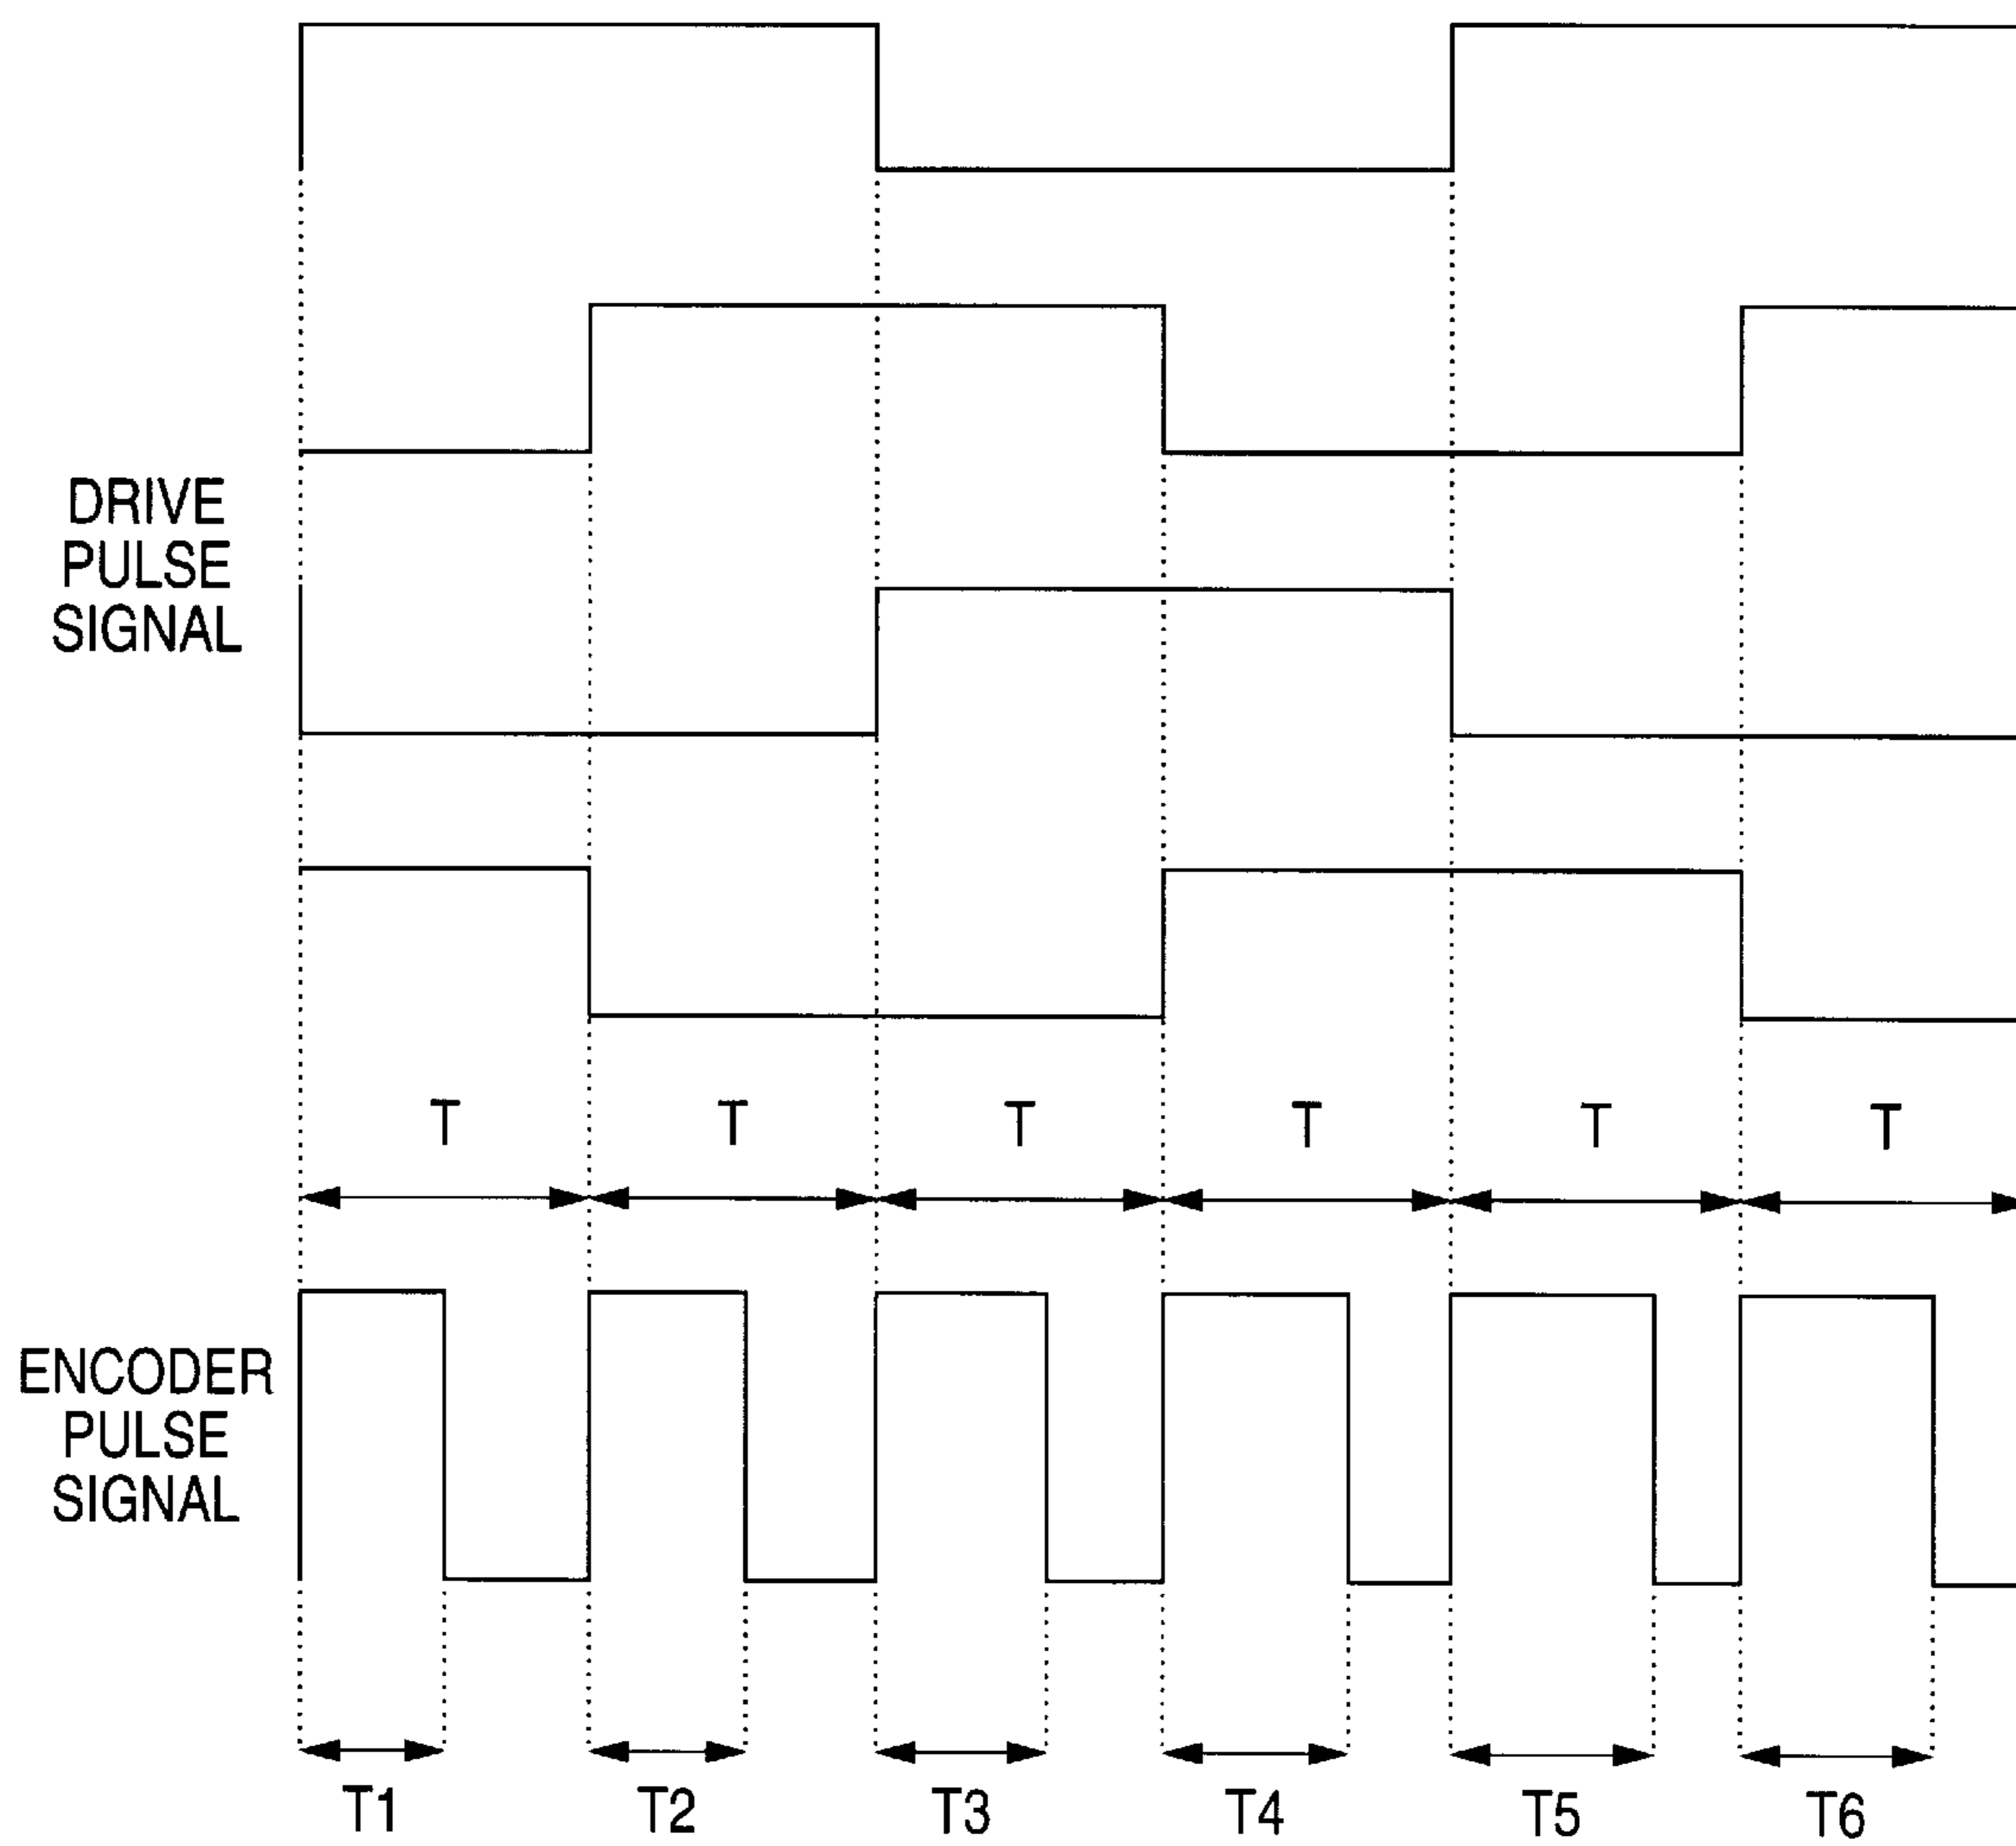 DRIVE
PULSE
SIGNAL
T T T T T T
ENCODER
PULSE
SIGNAL
T1 T2 T3 T4 T5 T6